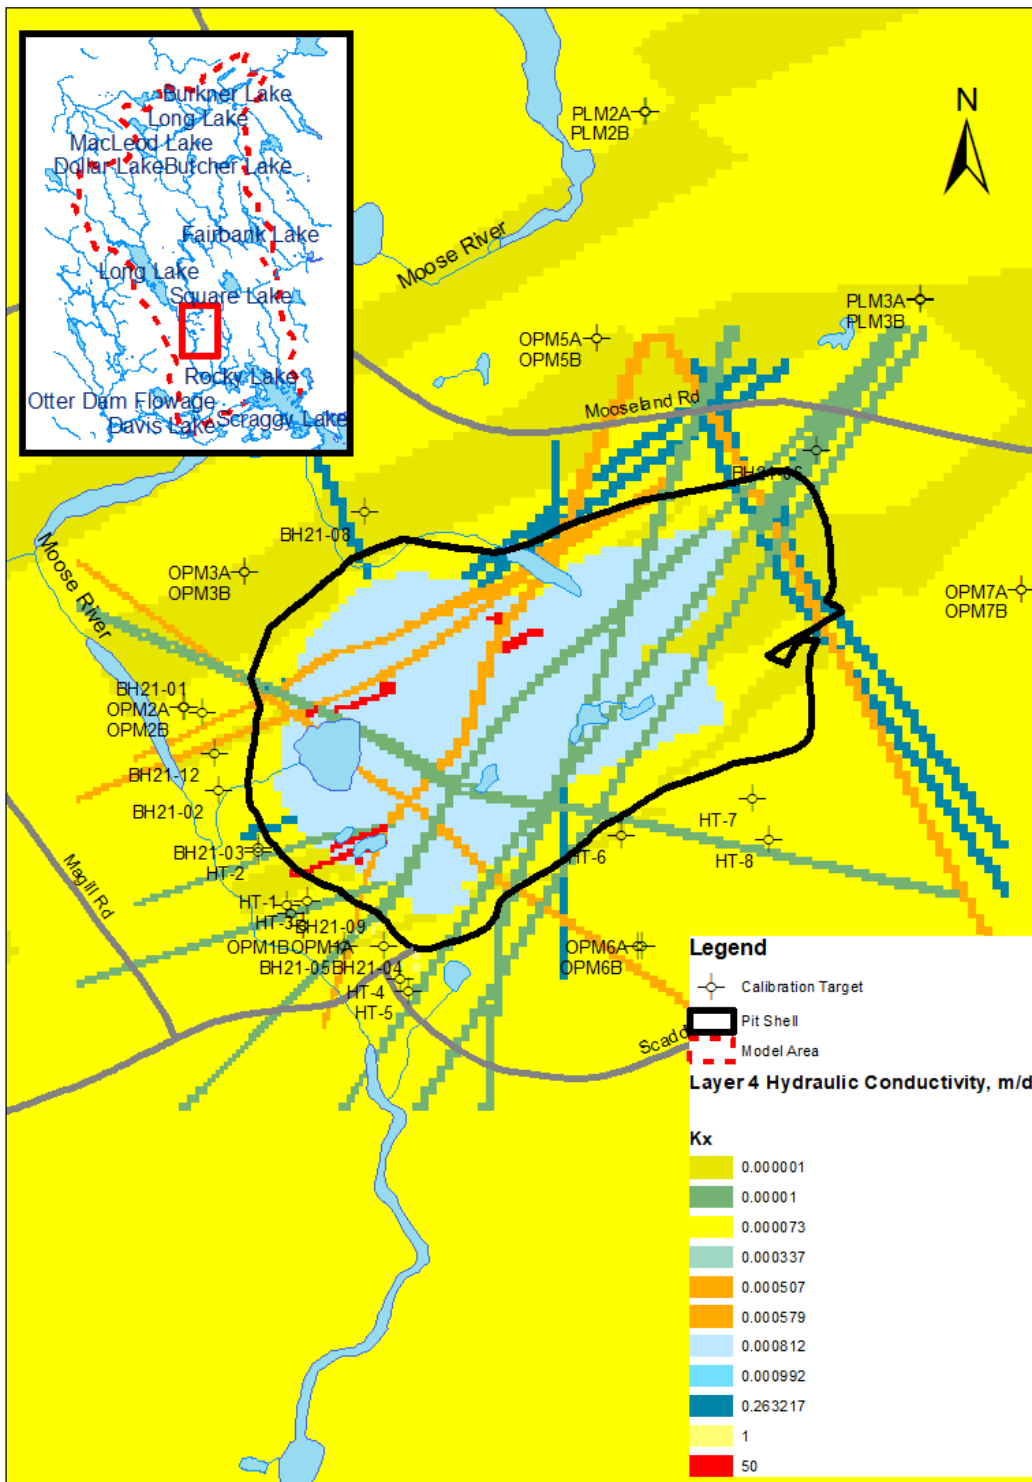 Burkner Lake
Long Lake
MacLeod Lake
Dollar Lake Butcher Lake
Fairbank Lake
Long Lake
Square Lake
Rocky Lake
Otter Dam Flowage
Davis Lake Scraggy Lake
N
PLM2A
PLM2B
Moose River
PLM3A
PLM3B
OPM5A
OPM5B
Mooseland Rd
BH21-08
OPM3A
OPM3B
Moose River
OPM7A
OPM7B
BH21-01
OPM2A
OPM2B
BH21-12
BH21-02
BH21-03
HT-2
HT-7
HT-6
HT-8
Magill Rd
HT-1
HT-3
BH21-09
OPM1B OPM1A
BH21-05 BH21-04
HT-4
HT-5
OPM6A
OPM6B
Scadd
Legend
Calibration Target
Pit Shell
Model Area
Layer 4 Hydraulic Conductivity, m/d
Kx
0.000001
0.00001
0.000073
0.000337
0.000507
0.000579
0.000812
0.000992
0.263217
1
50